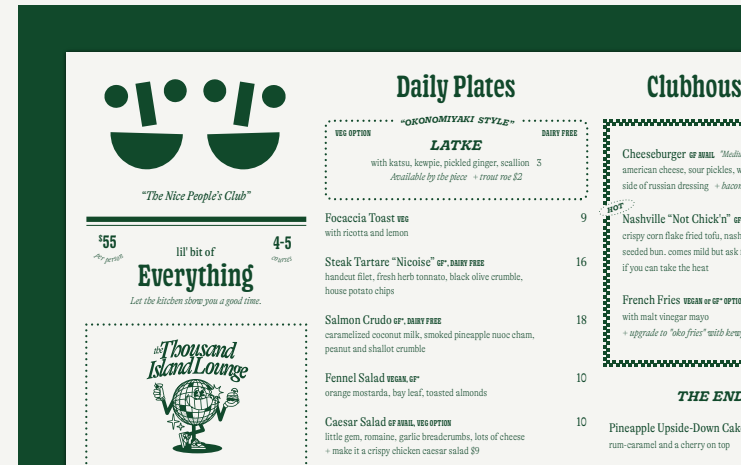 "The Nice People's Club"
$55
per person
4-5
courses
lil' bit of
Everything
Let the kitchen show you a good time.
the Thousand
Island Lounge
Daily Plates
"OKONOMIYAKI STYLE"
VEG OPTION
DAIRY FREE
LATKE
with katsu, kewpie, pickled ginger, scallion 3
Available by the piece + trout roe $2
Focaccia Toast VEG 9
with ricotta and lemon
Steak Tartare "Nicoise" GF*, DAIRY FREE 16
handcut filet, fresh herb tonnato, black olive crumble,
house potato chips
Salmon Crudo GF*, DAIRY FREE 18
caramelized coconut milk, smoked pineapple nuoc cham,
peanut and shallot crumble
Fennel Salad VEGAN, GF* 10
orange mostarda, bay leaf, toasted almonds
Caesar Salad GF AVAIL, VEG OPTION 10
little gem, romaine, garlic breadcrumbs, lots of cheese
+ make it a crispy chicken caesar salad $9
Clubhous
Cheeseburger GF AVAIL "Mediu
american cheese, sour pickles, w
side of russian dressing + bacon
HOT
Nashville "Not Chick'n" GF
crispy corn flake fried tofu, nash
seeded bun. comes mild but ask
if you can take the heat
French Fries VEGAN or GF* OPTIO
with malt vinegar mayo
+ upgrade to "oko fries" with kewp
THE END
Pineapple Upside-Down Cak
rum-caramel and a cherry on top